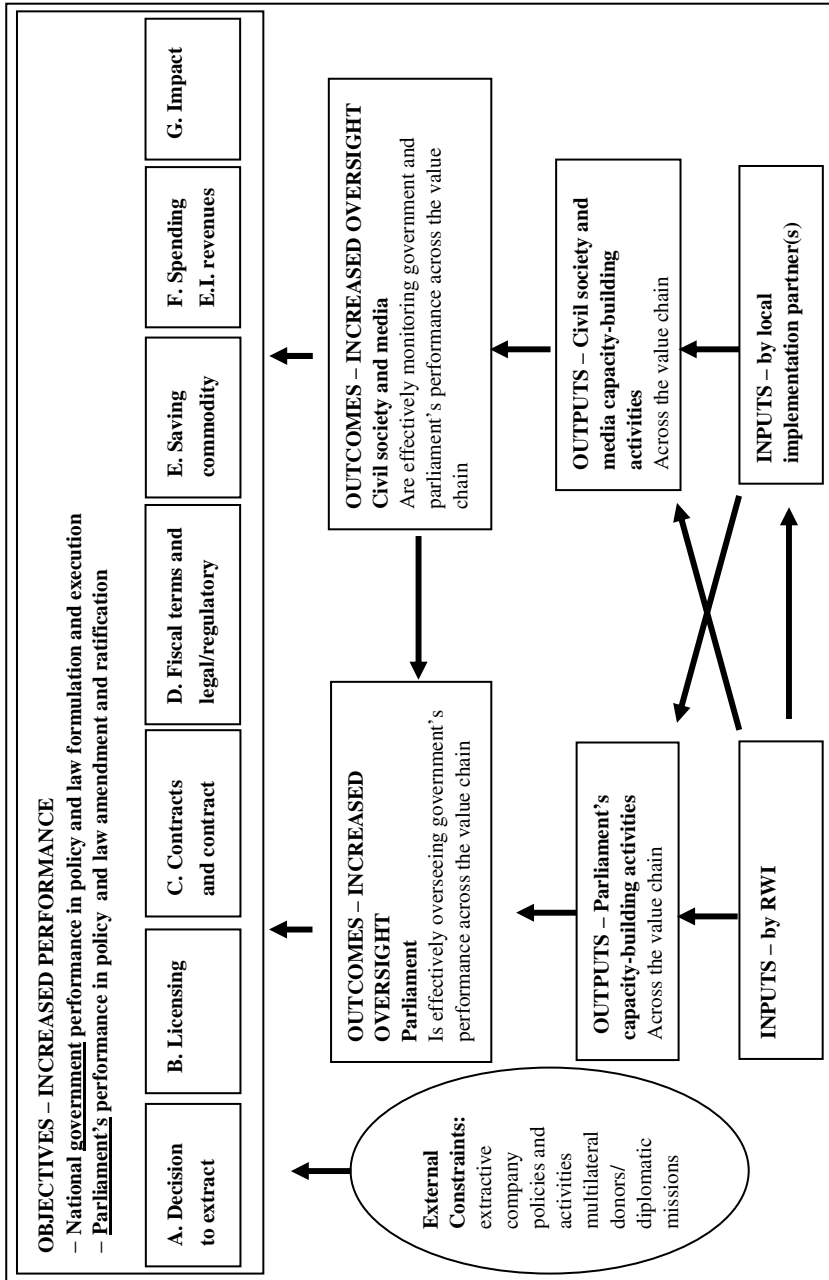 OBJECTIVES – INCREASED PERFORMANCE
– National government performance in policy and law formulation and execution
– Parliament's performance in policy and law amendment and ratification
A. Decision
to extract
B. Licensing
C. Contracts
and contract
D. Fiscal terms and
legal/regulatory
E. Saving
commodity
F. Spending
E.I. revenues
G. Impact
External
Constraints:
extractive
company
policies and
activities
multilateral
donors/
diplomatic
missions
OUTCOMES – INCREASED
OVERSIGHT
Parliament
Is effectively overseeing government's
performance across the value chain
OUTCOMES – INCREASED OVERSIGHT
Civil society and media
Are effectively monitoring government and
parliament's performance across the value
chain
OUTPUTS – Parliament's
capacity-building activities
Across the value chain
OUTPUTS – Civil society and
media capacity-building
activities
Across the value chain
INPUTS – by RWI
INPUTS – by local
implementation partner(s)